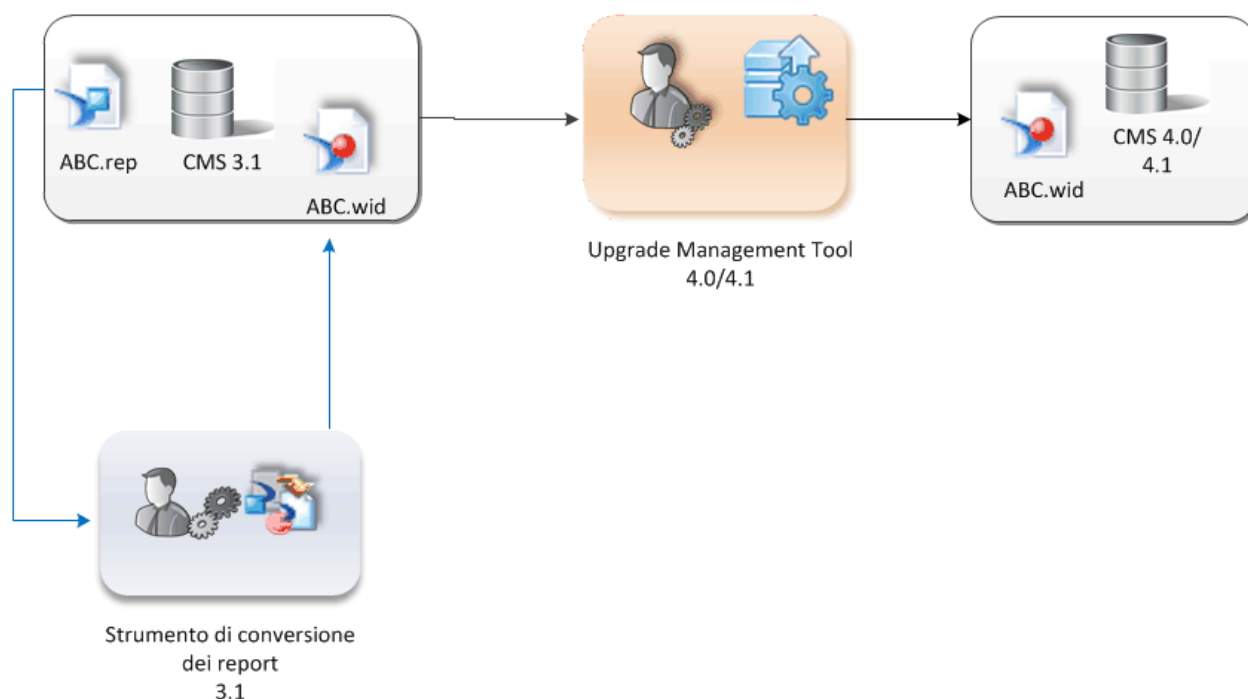 ABC.rep
CMS 3.1
ABC.wid
Upgrade Management Tool
4.0/4.1
ABC.wid
CMS 4.0/
4.1
Strumento di conversione
dei report
3.1